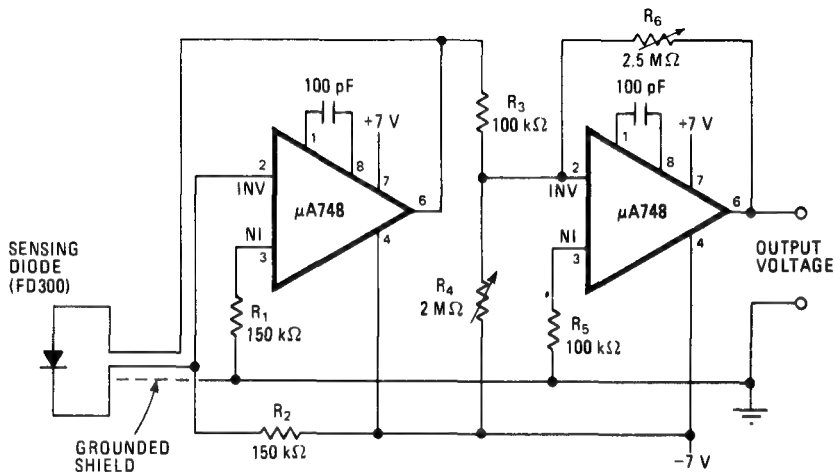 R6
2.5 MΩ
100 pF
+7 V
R3
100 kΩ
100 pF
+7 V
1
8
7
2
INV
μA748
6
NI
3
4
1
8
7
2
INV
μA748
6
NI
3
4
SENSING
DIODE
(FD300)
R1
150 kΩ
R4
2 MΩ
R5
100 kΩ
OUTPUT
VOLTAGE
R2
150 kΩ
GROUNDED
SHIELD
−7 V